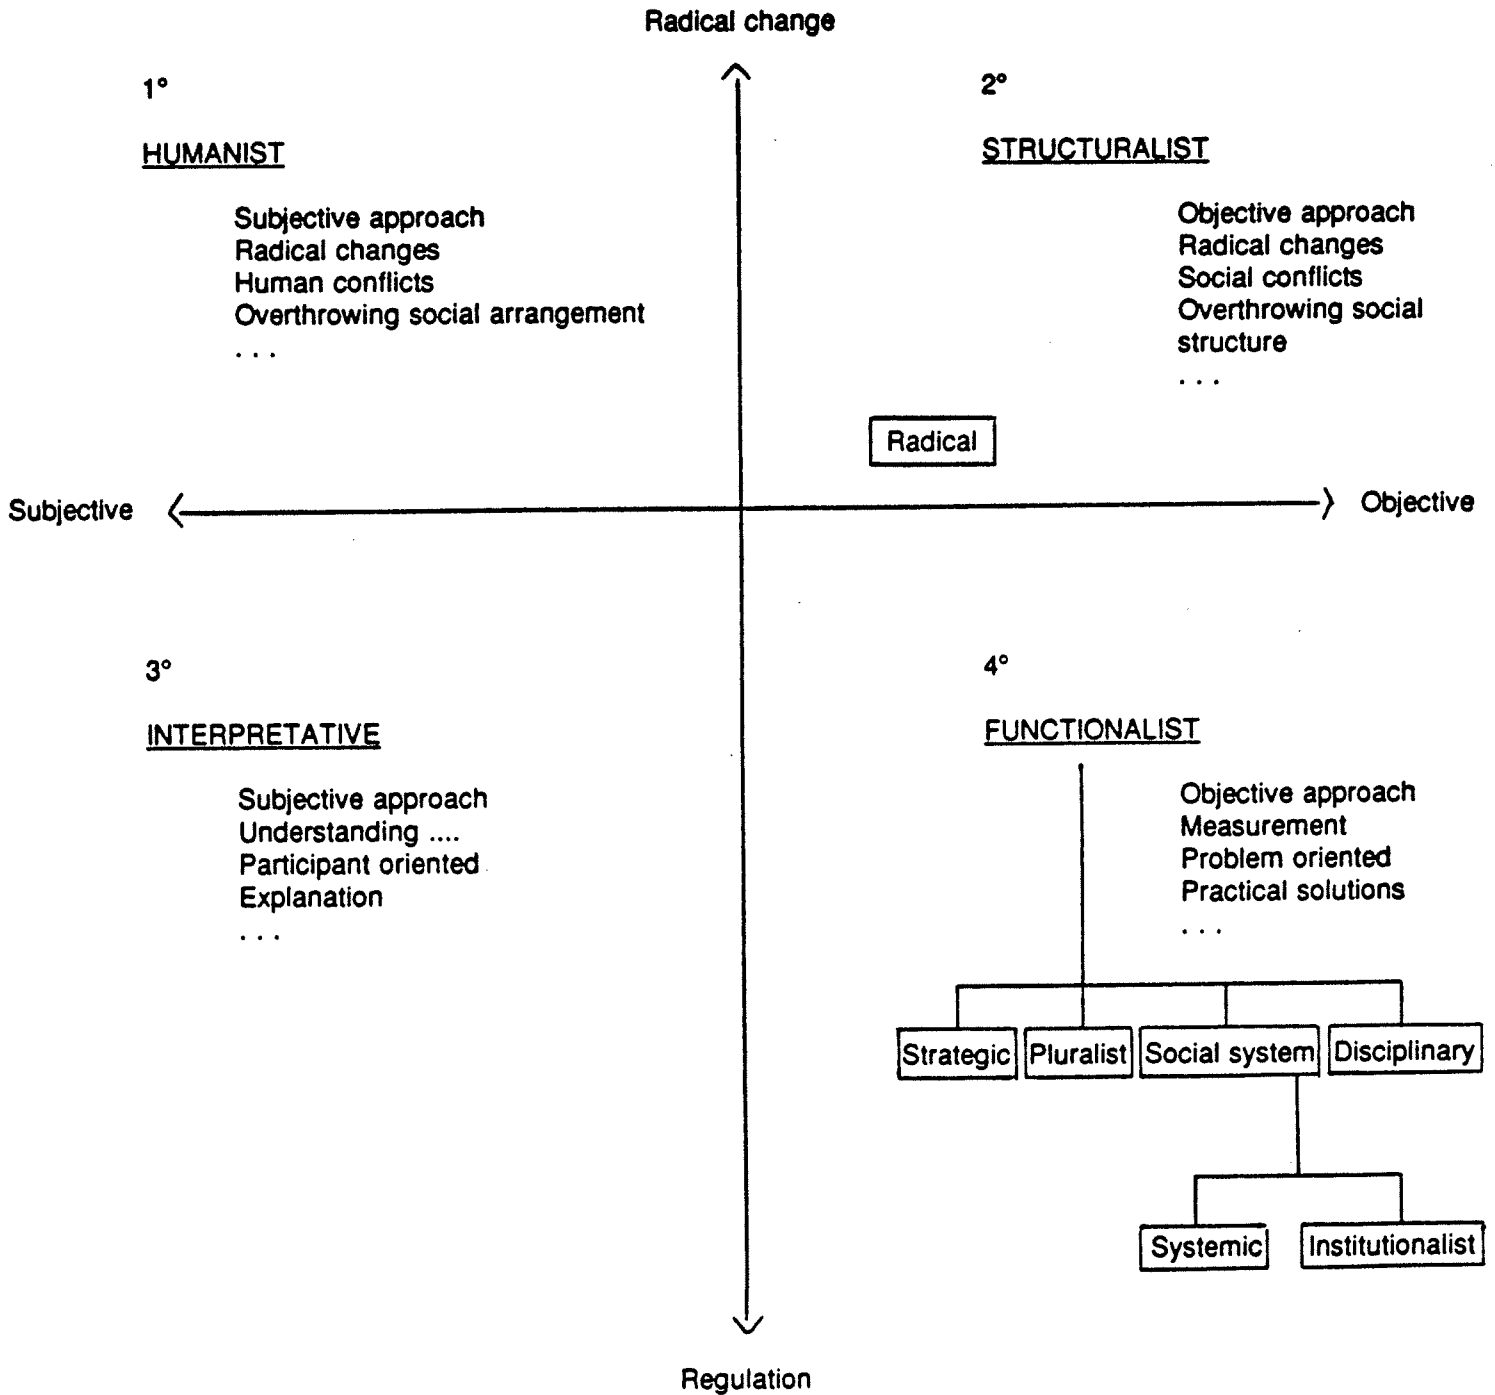 Radical change
1°
HUMANIST
Subjective approach
Radical changes
Human conflicts
Overthrowing social arrangement
. . .
2°
STRUCTURALIST
Objective approach
Radical changes
Social conflicts
Overthrowing social
structure
. . .
Radical
Subjective
Objective
3°
INTERPRETATIVE
Subjective approach
Understanding ....
Participant oriented
Explanation
. . .
4°
FUNCTIONALIST
Objective approach
Measurement
Problem oriented
Practical solutions
. . .
Strategic
Pluralist
Social system
Disciplinary
Systemic
Institutionalist
Regulation